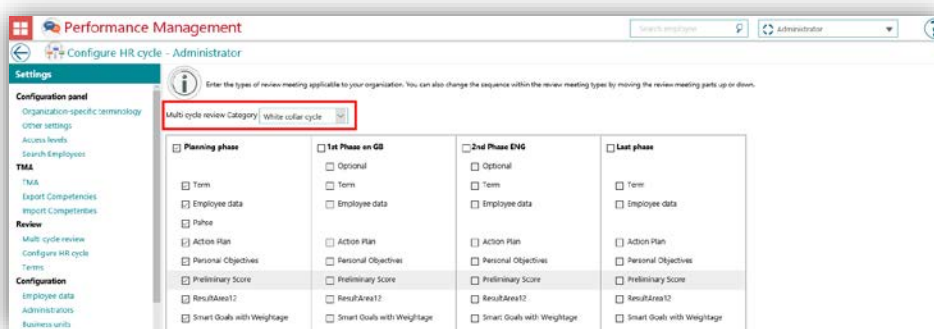 Performance Management
Search employee
Administrator
Configure HR cycle - Administrator
Settings
Configuration panel
Organization-specific terminology
Other settings
Access levels
Search Employees
TMA
TMA
Export Competencies
Import Competenties
Review
Multi cycle review
Configure HR cycle
Terms
Configuration
Employee data
Administrators
Business units
Enter the types of review meeting applicable to your organization. You can also change the sequence within the review meeting types by moving the review meeting parts up or down.
Multi cycle review Category White collar cycle
Planning phase 1st Phase on GB 2nd Phase ENG Last phase
Optional Optional
Term Term Term Term
Employee data Employee data Employee data Employee data
Pahse
Action Plan Action Plan Action Plan Action Plan
Personal Objectives Personal Objectives Personal Objectives Personal Objectives
Preliminary Score Preliminary Score Preliminary Score Preliminary Score
ResultArea12 ResultArea12 ResultArea12 ResultArea12
Smart Goals with Weightage Smart Goals with Weightage Smart Goals with Weightage Smart Goals with Weightage